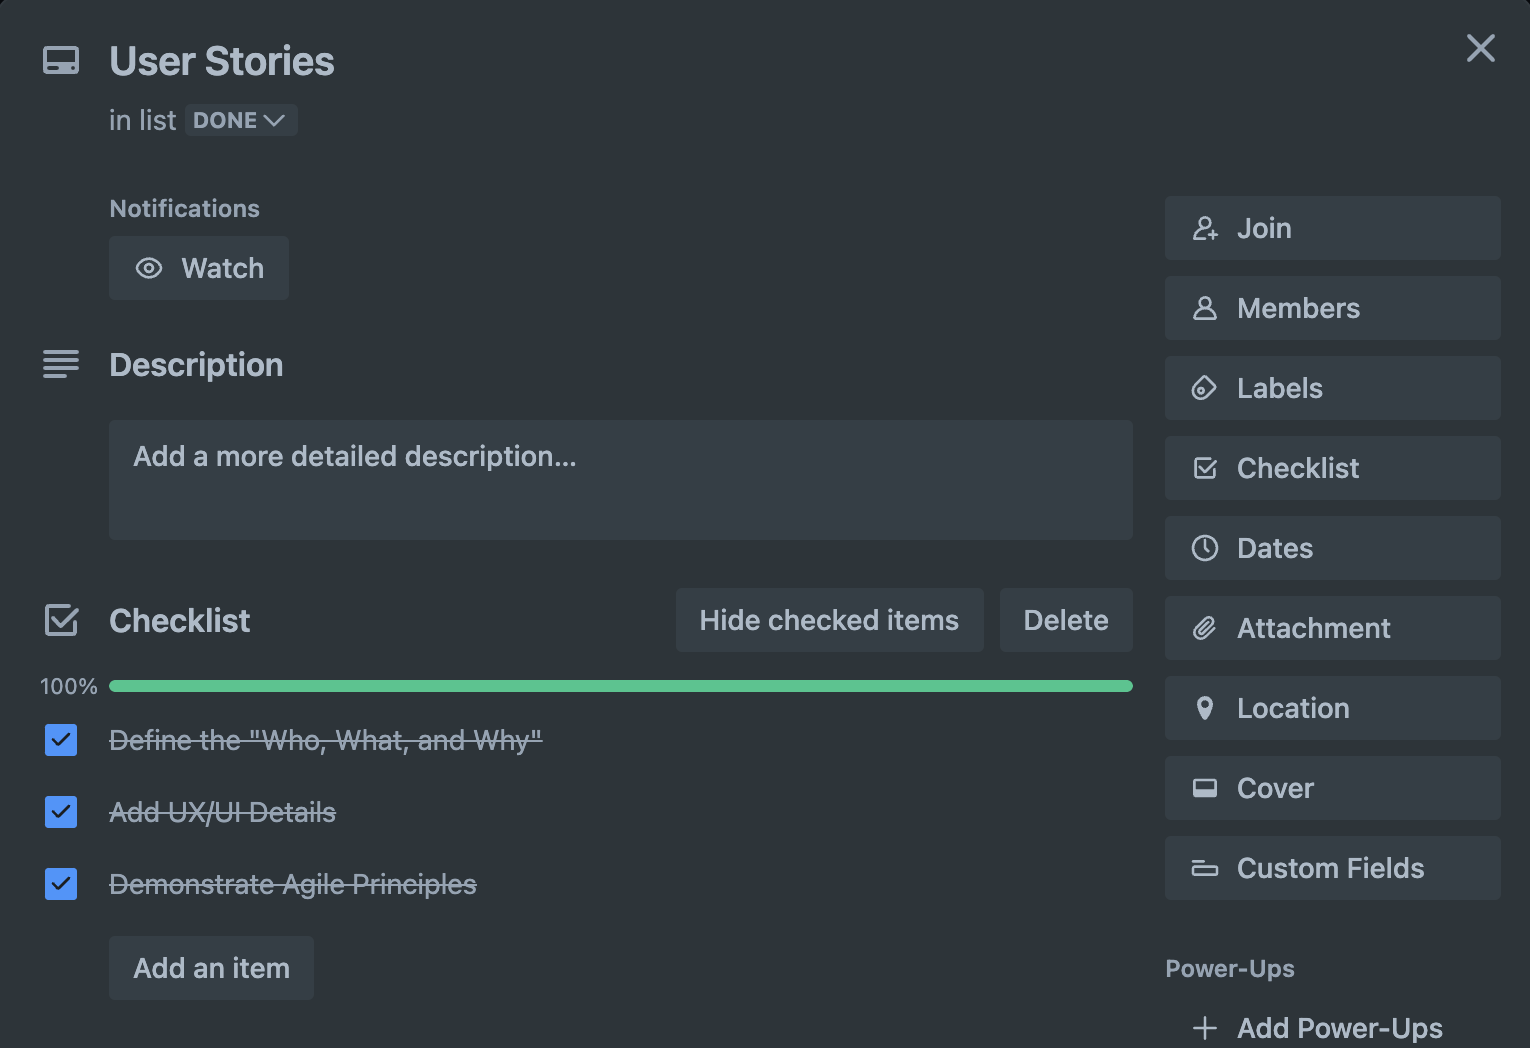 User Stories
in list DONE
Notifications
Watch
Description
Add a more detailed description...
Checklist
Hide checked items
Delete
100%
Define the "Who, What, and Why"
Add UX/UI Details
Demonstrate Agile Principles
Add an item
Join
Members
Labels
Checklist
Dates
Attachment
Location
Cover
Custom Fields
Power-Ups
Add Power-Ups